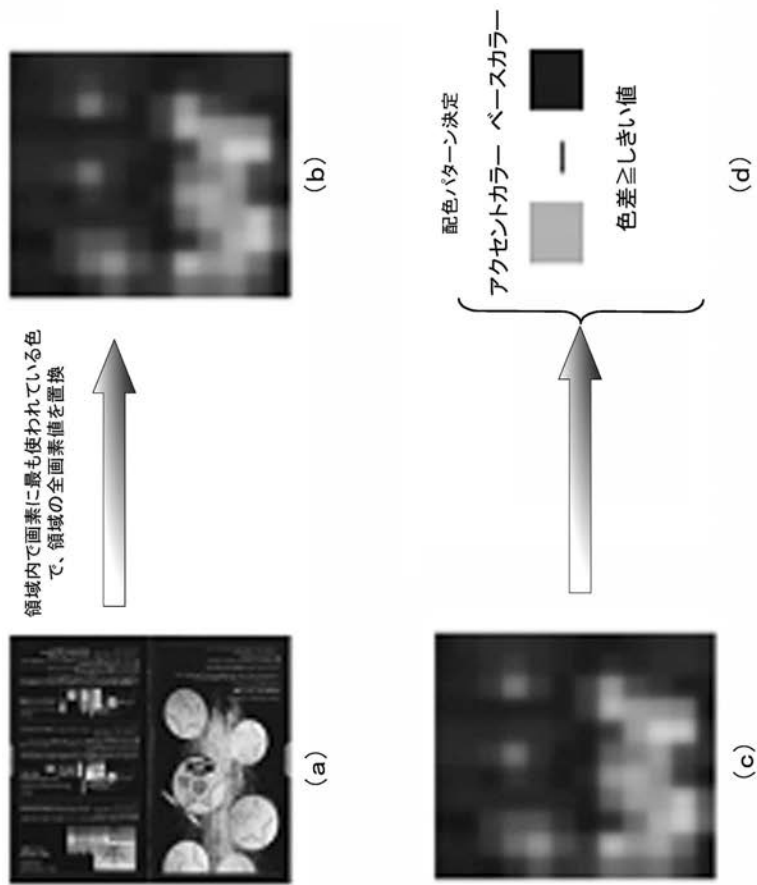 領域内で画素に最も使われている色
で、領域の全画素値を置換
(a)
(b)
配色パターン決定
アクセントカラー ベースカラー
色差≧しきい値
(c)
(d)